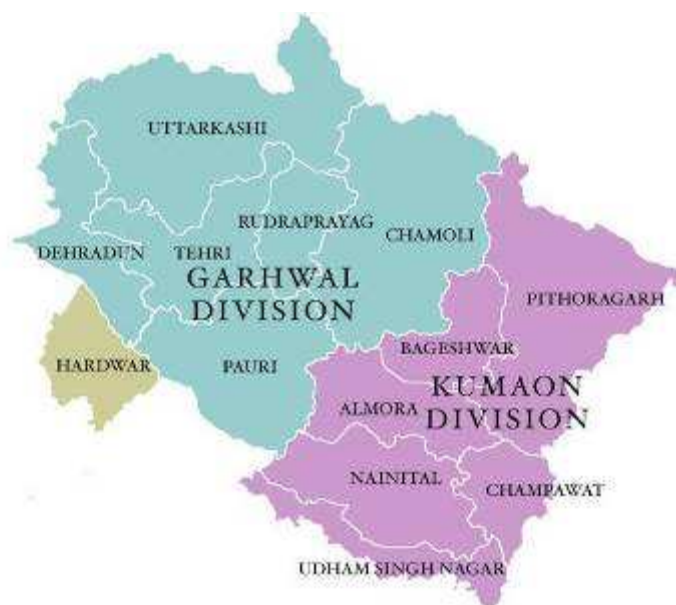 UTTARKASHI
RUDRAPRAYAG
CHAMOLI
DEHRADUN
TEHRI
GARHWAL
DIVISION
PITHORAGARH
HARDWAR
PAURI
BAGESHWAR
KUMAON
DIVISION
ALMORA
NAINITAL
CHAMPAWAT
UDHAM SINGH NAGAR